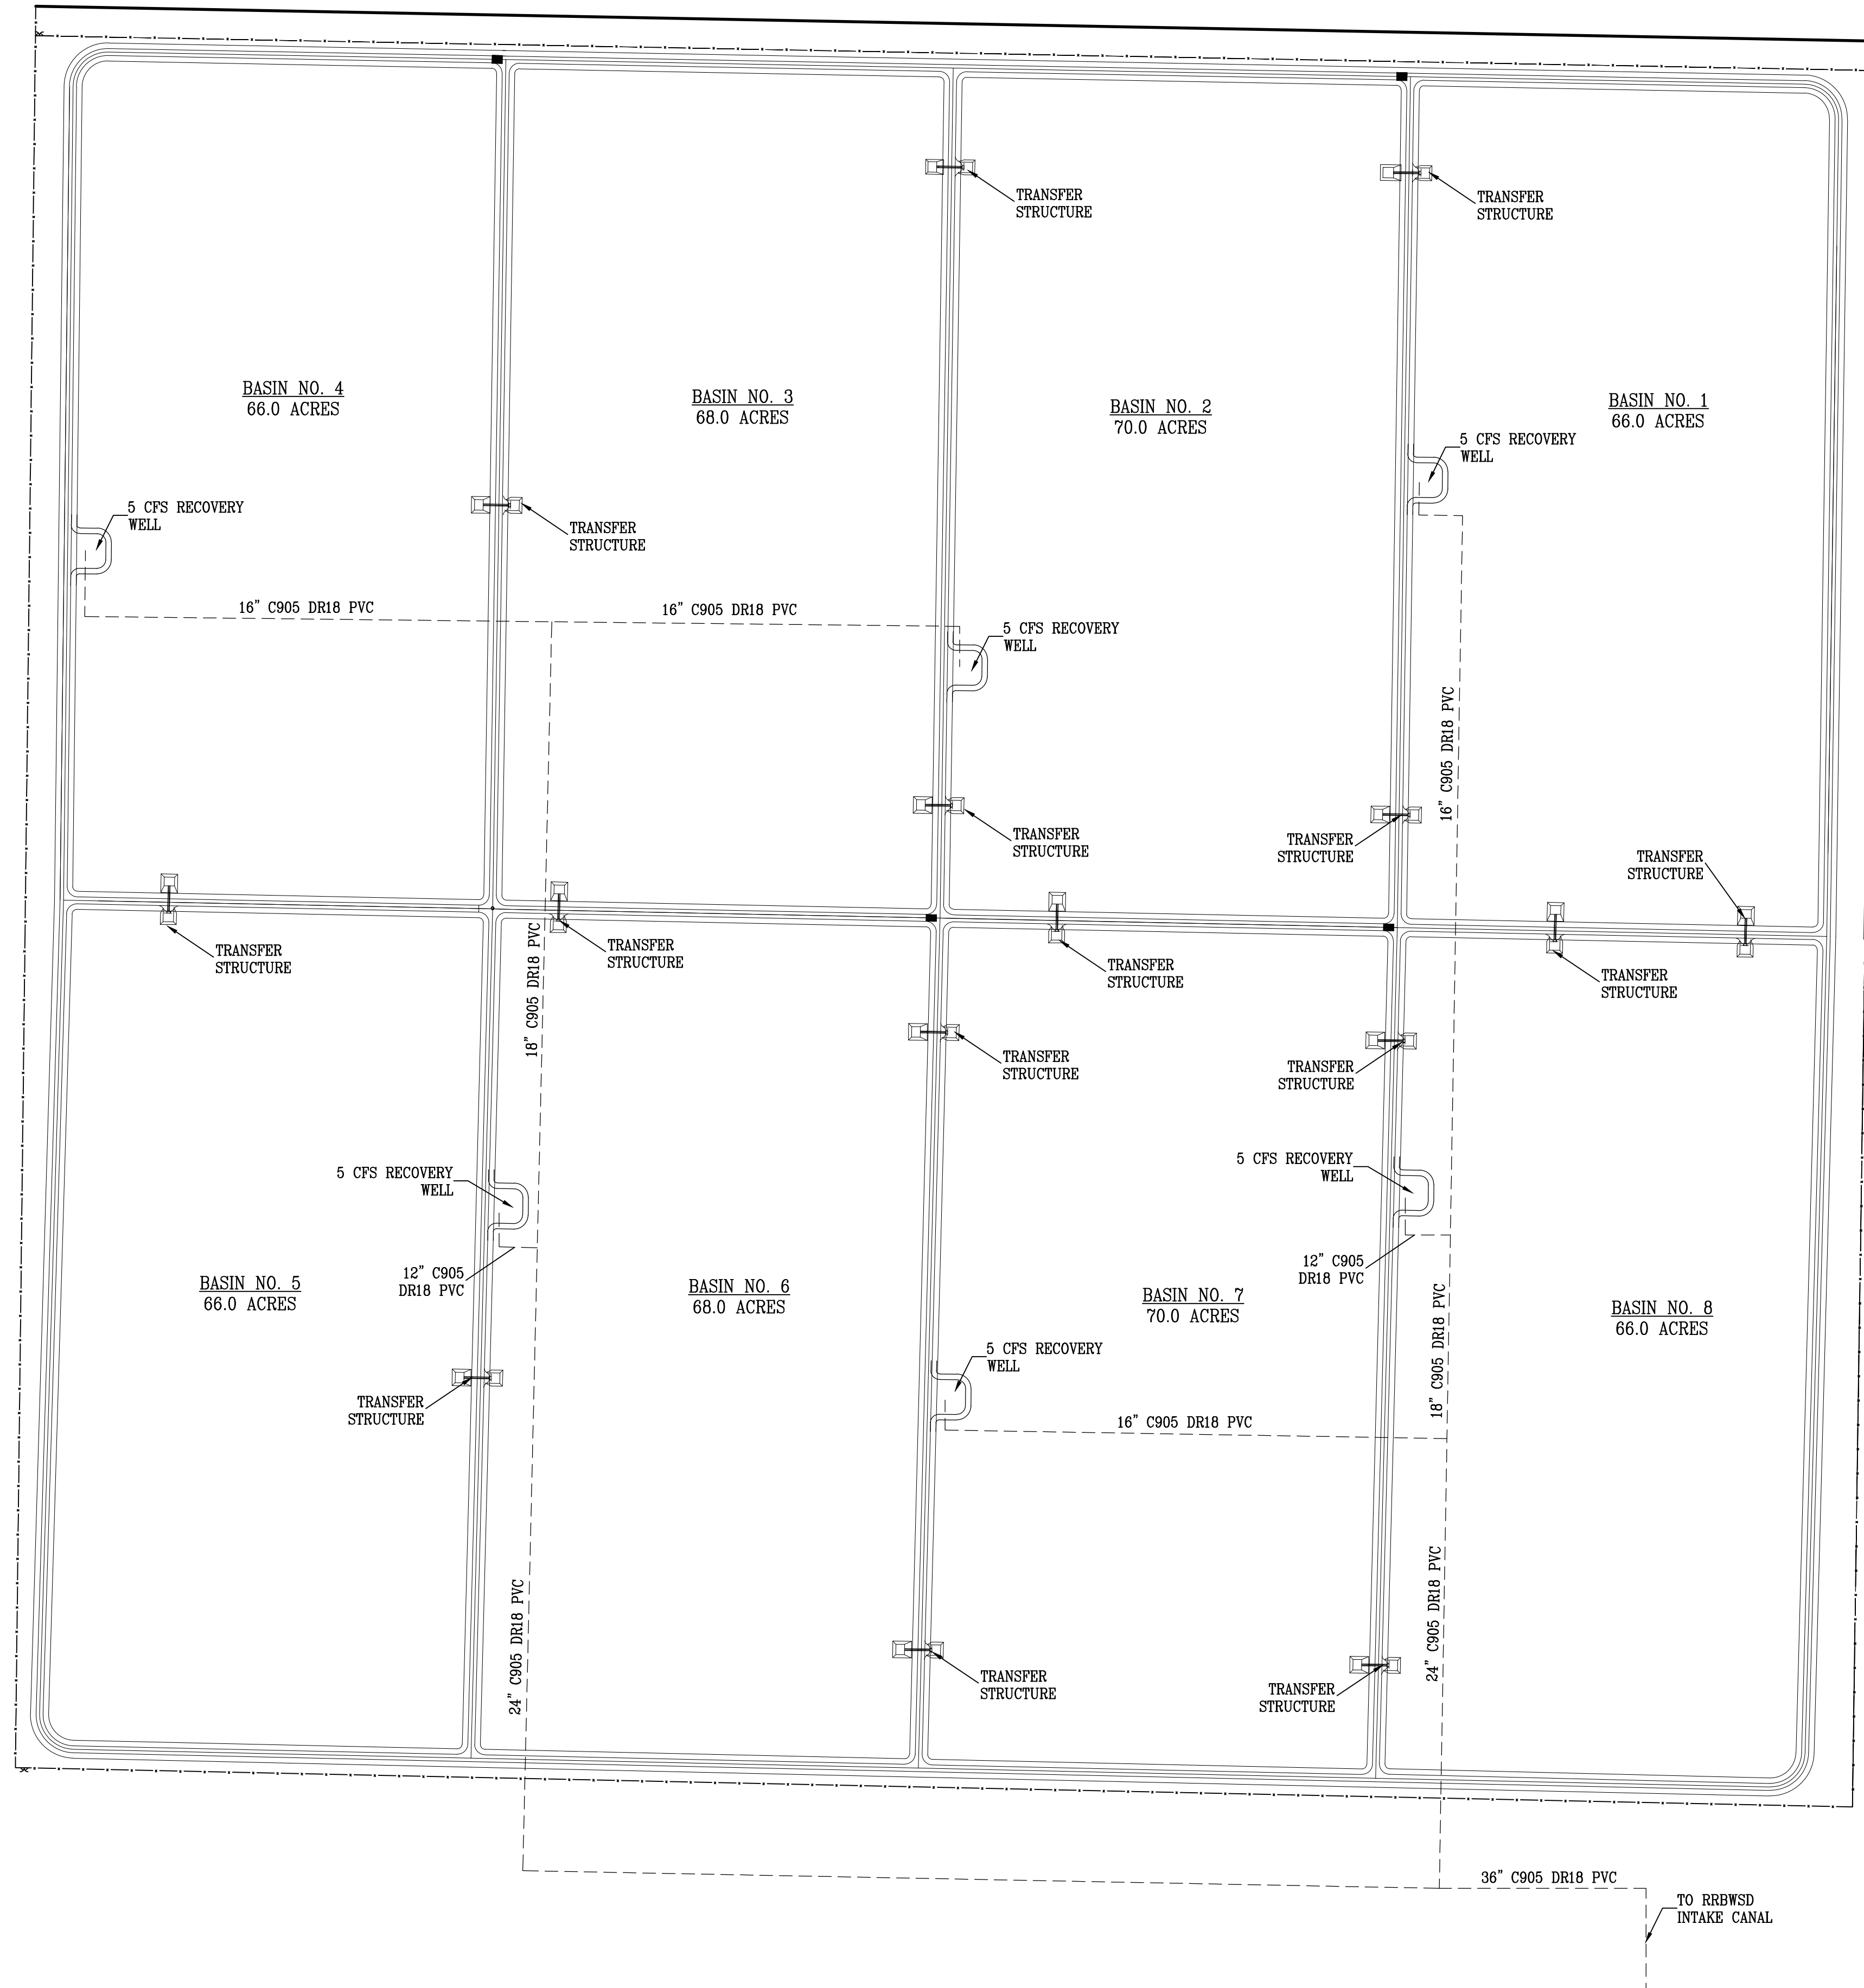 TRANSFER
STRUCTURE
TRANSFER
STRUCTURE
BASIN NO. 4
66.0 ACRES
BASIN NO. 3
68.0 ACRES
BASIN NO. 2
70.0 ACRES
BASIN NO. 1
66.0 ACRES
5 CFS RECOVERY
WELL
5 CFS RECOVERY
WELL
TRANSFER
STRUCTURE
16" C905 DR18 PVC
16" C905 DR18 PVC
5 CFS RECOVERY
WELL
16" C905 DR18 PVC
TRANSFER
STRUCTURE
TRANSFER
STRUCTURE
TRANSFER
STRUCTURE
TRANSFER
STRUCTURE
18" C905 DR18 PVC
TRANSFER
STRUCTURE
TRANSFER
STRUCTURE
TRANSFER
STRUCTURE
TRANSFER
STRUCTURE
TRANSFER
STRUCTURE
5 CFS RECOVERY
WELL
5 CFS RECOVERY
WELL
12" C905
DR18 PVC
12" C905
DR18 PVC
BASIN NO. 5
66.0 ACRES
BASIN NO. 6
68.0 ACRES
BASIN NO. 7
70.0 ACRES
18" C905 DR18 PVC
BASIN NO. 8
66.0 ACRES
5 CFS RECOVERY
WELL
TRANSFER
STRUCTURE
16" C905 DR18 PVC
24" C905 DR18 PVC
24" C905 DR18 PVC
TRANSFER
STRUCTURE
TRANSFER
STRUCTURE
36" C905 DR18 PVC
TO RRBWSD
INTAKE CANAL